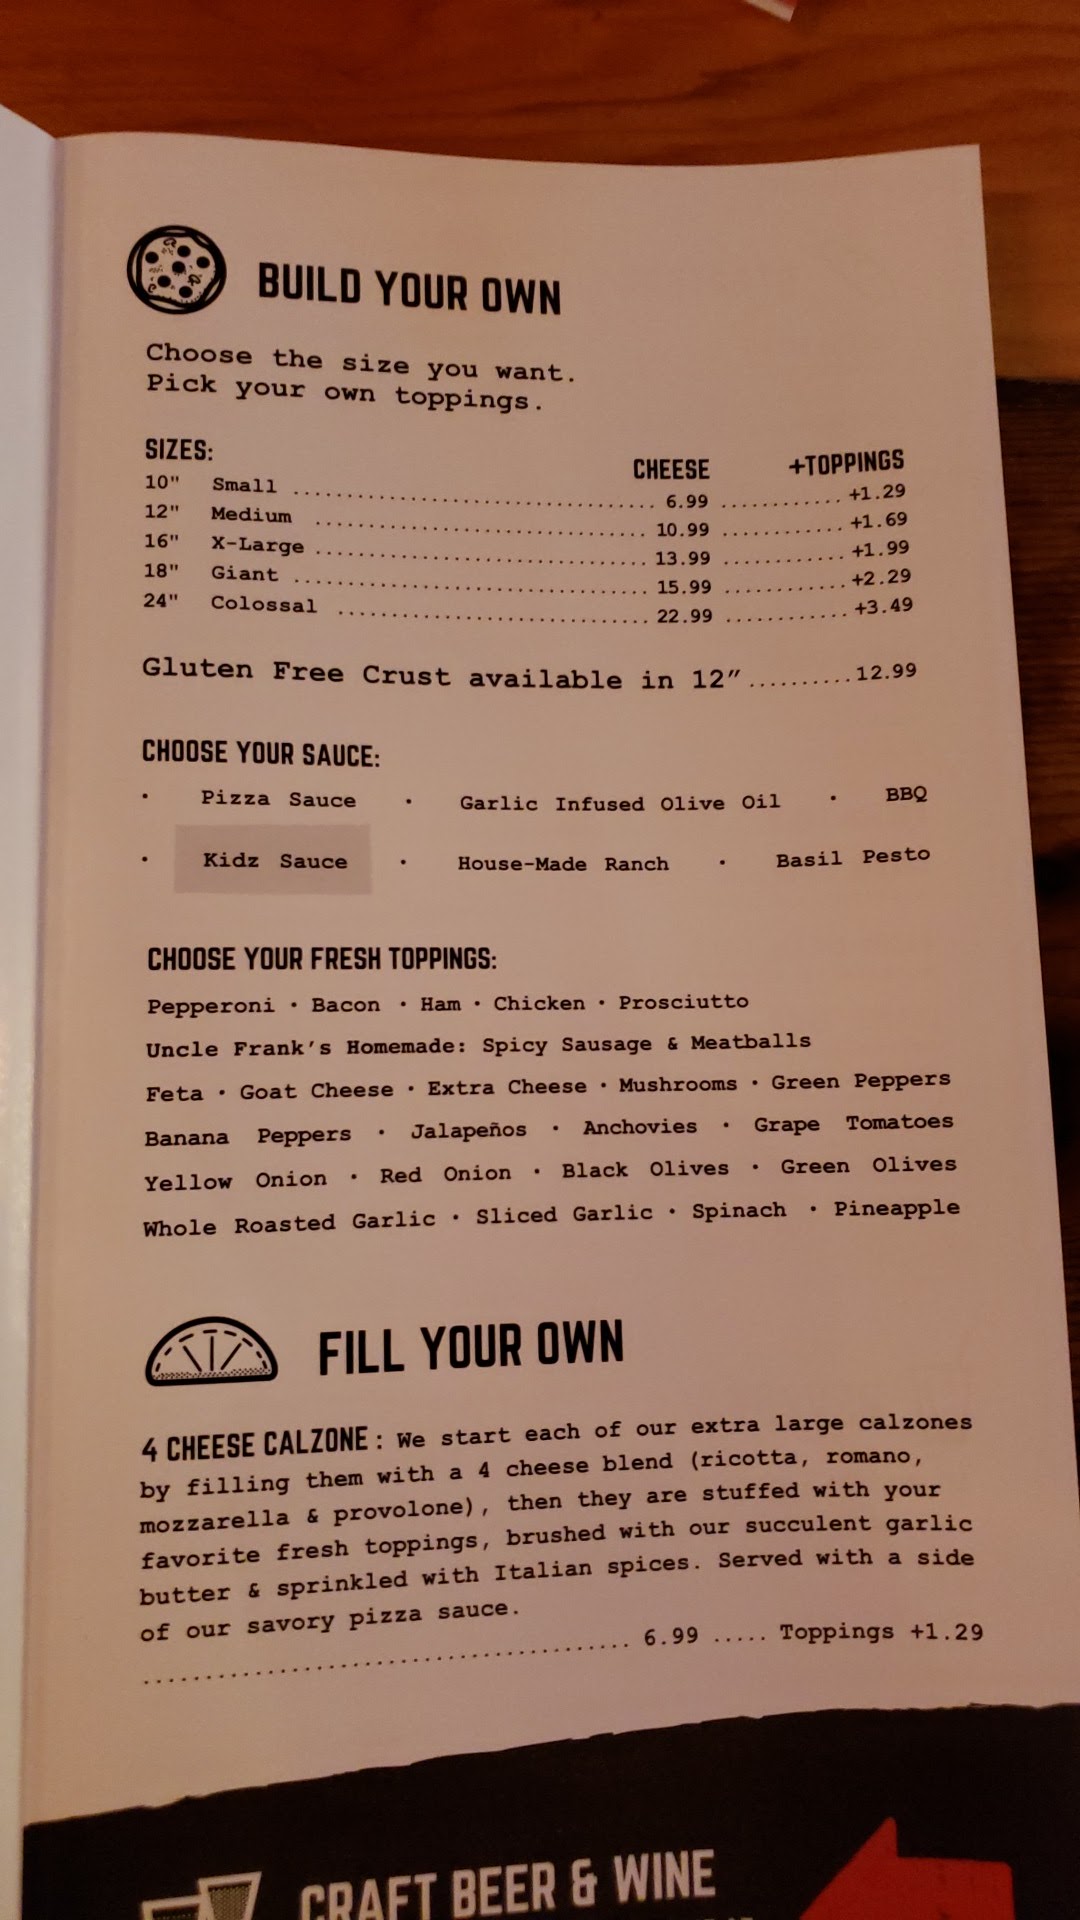 BUILD YOUR OWN
Choose the size you want.
Pick your own toppings.
SIZES: CHEESE +TOPPINGS
10" Small ................................ 6.99 ............ +1.29
12" Medium ............................... 10.99 ............ +1.69
16" X-Large .............................. 13.99 ............ +1.99
18" Giant ................................ 15.99 ............ +2.29
24" Colossal ............................. 22.99 ............ +3.49
Gluten Free Crust available in 12” .......... 12.99
CHOOSE YOUR SAUCE:
• Pizza Sauce • Garlic Infused Olive Oil • BBQ
• Kidz Sauce • House-Made Ranch • Basil Pesto
CHOOSE YOUR FRESH TOPPINGS:
Pepperoni • Bacon • Ham • Chicken • Prosciutto
Uncle Frank’s Homemade: Spicy Sausage & Meatballs
Feta • Goat Cheese • Extra Cheese • Mushrooms • Green Peppers
Banana Peppers • Jalapeños • Anchovies • Grape Tomatoes
Yellow Onion • Red Onion • Black Olives • Green Olives
Whole Roasted Garlic • Sliced Garlic • Spinach • Pineapple
FILL YOUR OWN
4 CHEESE CALZONE: We start each of our extra large calzones
by filling them with a 4 cheese blend (ricotta, romano,
mozzarella & provolone), then they are stuffed with your
favorite fresh toppings, brushed with our succulent garlic
butter & sprinkled with Italian spices. Served with a side
of our savory pizza sauce.
...................................... 6.99 ..... Toppings +1.29
CRAFT BEER & WINE